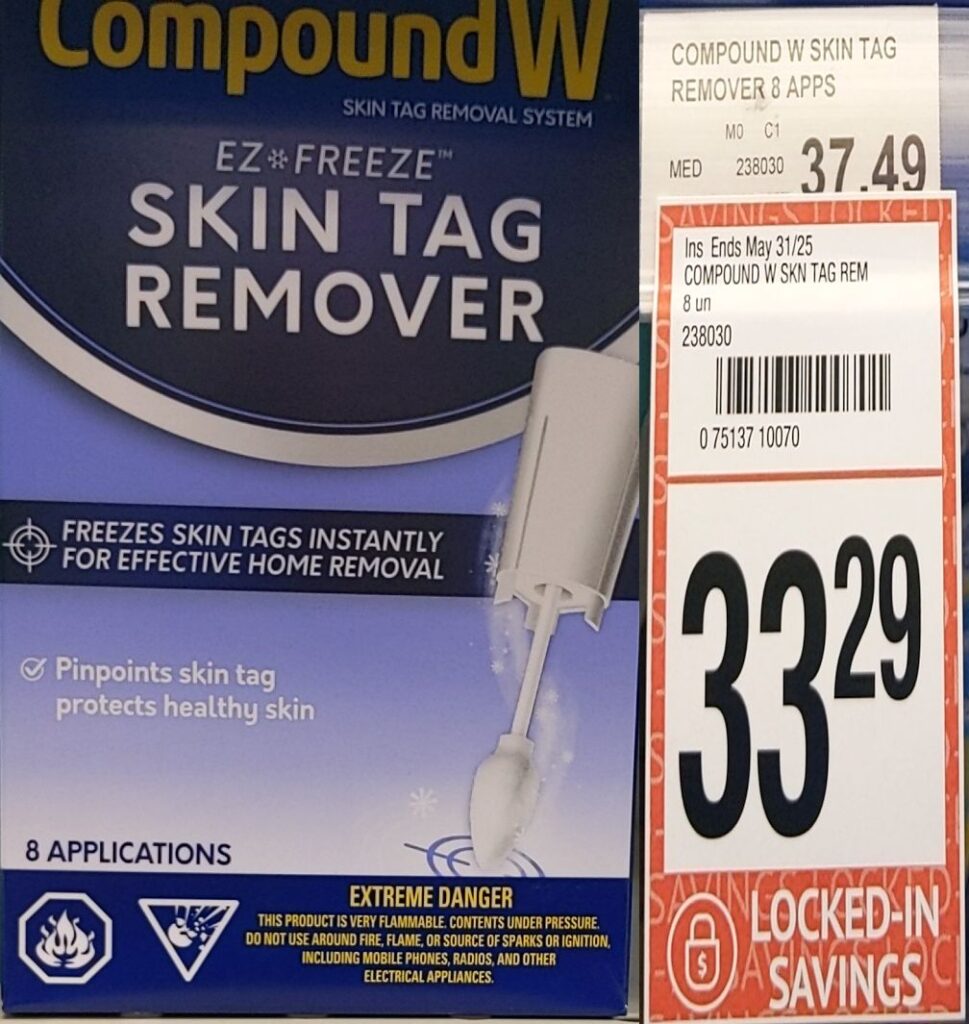 Compound W
SKIN TAG REMOVAL SYSTEM
EZ FREEZE™
SKIN TAG
REMOVER
FREEZES SKIN TAGS INSTANTLY
FOR EFFECTIVE HOME REMOVAL
Pinpoints skin tag
protects healthy skin
8 APPLICATIONS
EXTREME DANGER
THIS PRODUCT IS VERY FLAMMABLE. CONTENTS UNDER PRESSURE.
DO NOT USE AROUND FIRE, FLAME, OR SOURCE OF SPARKS OR IGNITION,
INCLUDING MOBILE PHONES, RADIOS, AND OTHER
ELECTRICAL APPLIANCES.
COMPOUND W SKIN TAG
REMOVER 8 APPS
M0 C1
MED 238030 37.49
SAVINGS LOCKED
Ins Ends May 31/25
COMPOUND W SKN TAG REM
8 un
238030
0 75137 10070
33 29
$
LOCKED-IN
SAVINGS